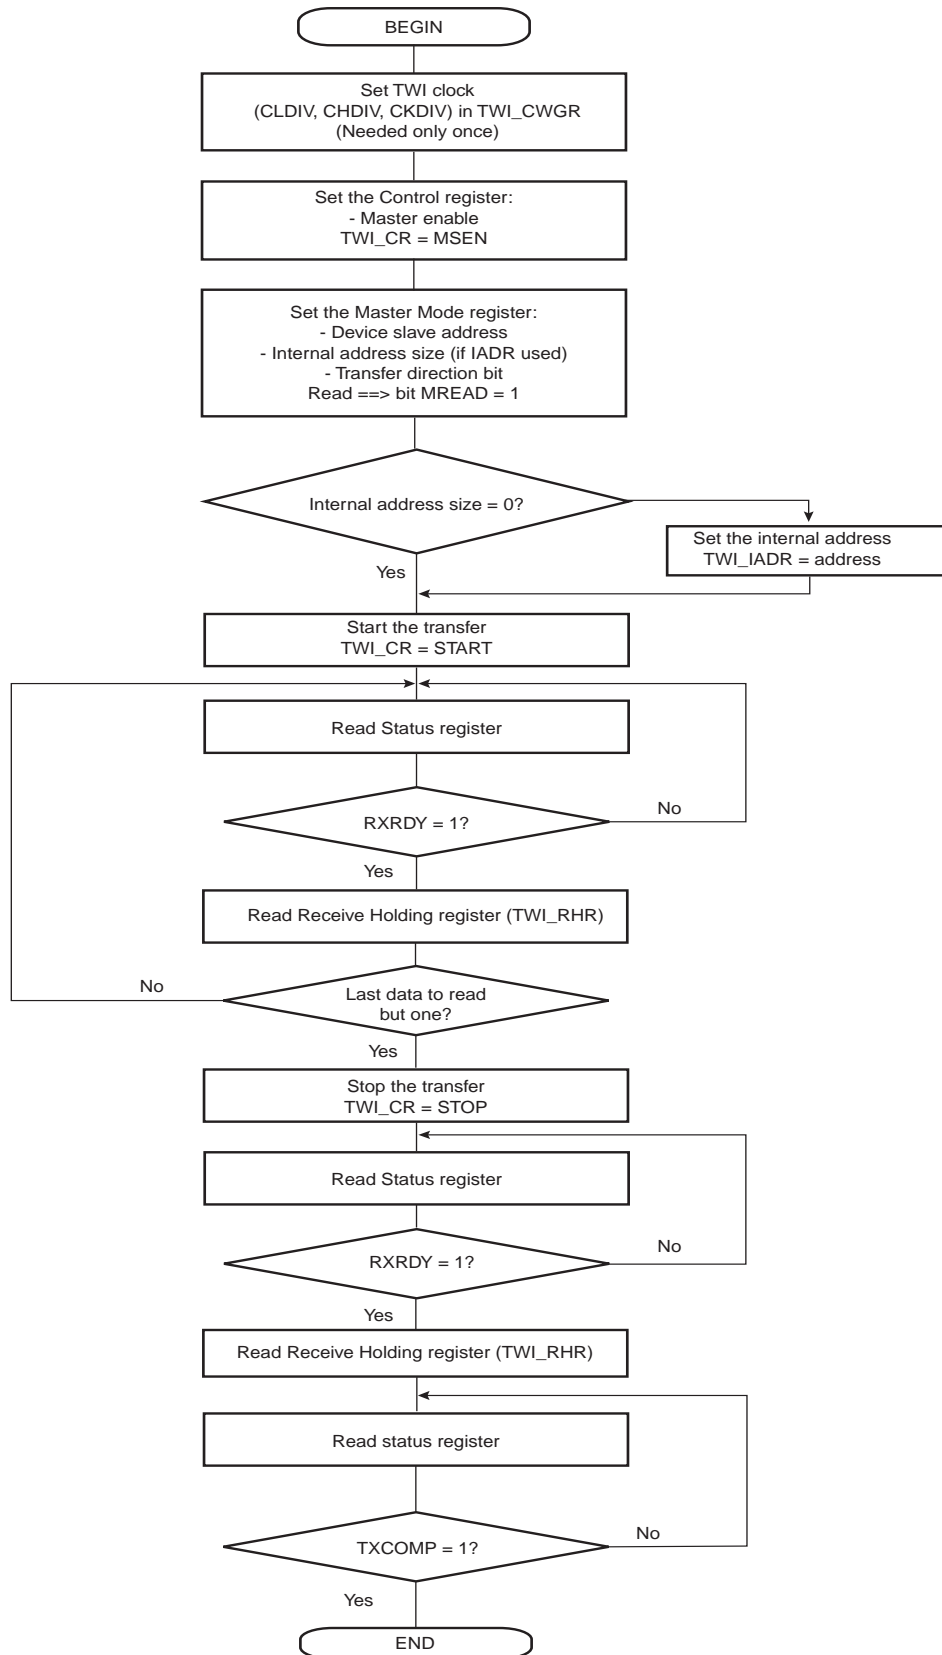 BEGIN
Set TWI clock
(CLDIV, CHDIV, CKDIV) in TWI_CWGR
(Needed only once)
Set the Control register:
- Master enable
TWI_CR = MSEN
Set the Master Mode register:
- Device slave address
- Internal address size (if IADR used)
- Transfer direction bit
Read ==> bit MREAD = 1
Internal address size = 0?
Set the internal address
TWI_IADR = address
Yes
Start the transfer
TWI_CR = START
Read Status register
RXRDY = 1?
No
Yes
Read Receive Holding register (TWI_RHR)
No
Last data to read
but one?
Yes
Stop the transfer
TWI_CR = STOP
Read Status register
RXRDY = 1?
No
Yes
Read Receive Holding register (TWI_RHR)
Read status register
TXCOMP = 1?
No
Yes
END